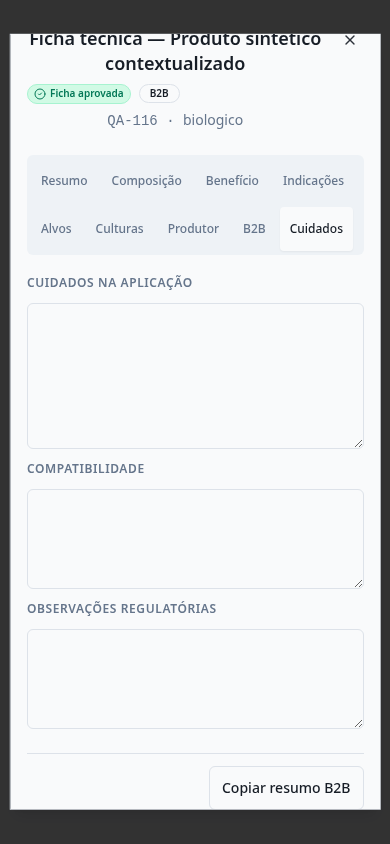 Ficha técnica — Produto sintético
contextualizado
Ficha aprovada B2B
QA-116 · biologico
Resumo Composição Benefício Indicações
Alvos Culturas Produtor B2B Cuidados
CUIDADOS NA APLICAÇÃO
COMPATIBILIDADE
OBSERVAÇÕES REGULATÓRIAS
Copiar resumo B2B